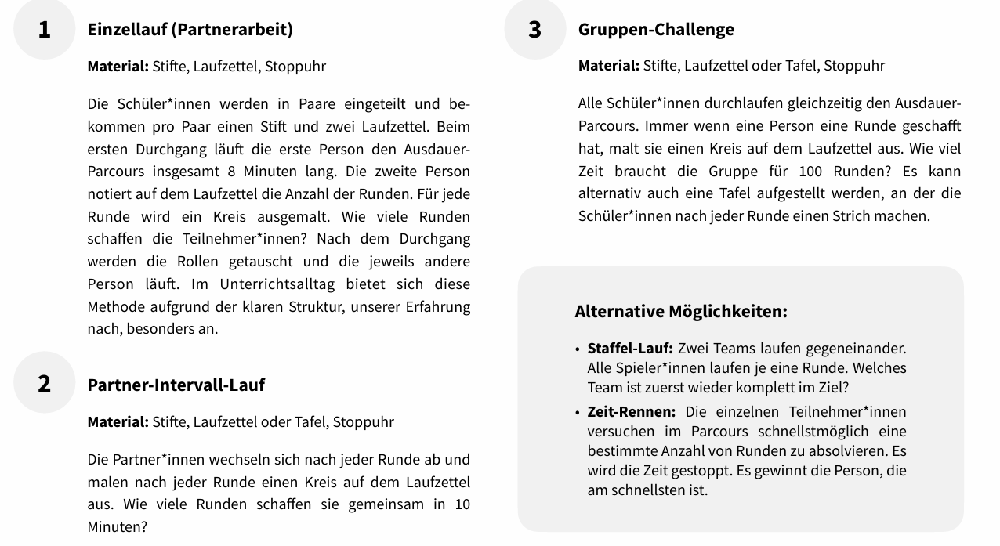 1
Einzellauf (Partnerarbeit)
Material: Stifte, Laufzettel, Stoppuhr
Die Schüler*innen werden in Paare eingeteilt und be-
kommen pro Paar einen Stift und zwei Laufzettel. Beim
ersten Durchgang läuft die erste Person den Ausdauer-
Parcours insgesamt 8 Minuten lang. Die zweite Person
notiert auf dem Laufzettel die Anzahl der Runden. Für jede
Runde wird ein Kreis ausgemalt. Wie viele Runden
schaffen die Teilnehmer*innen? Nach dem Durchgang
werden die Rollen getauscht und die jeweils andere
Person läuft. Im Unterrichtsalltag bietet sich diese
Methode aufgrund der klaren Struktur, unserer Erfahrung
nach, besonders an.
2
Partner-Intervall-Lauf
Material: Stifte, Laufzettel oder Tafel, Stoppuhr
Die Partner*innen wechseln sich nach jeder Runde ab und
malen nach jeder Runde einen Kreis auf dem Laufzettel
aus. Wie viele Runden schaffen sie gemeinsam in 10
Minuten?
3
Gruppen-Challenge
Material: Stifte, Laufzettel oder Tafel, Stoppuhr
Alle Schüler*innen durchlaufen gleichzeitig den Ausdauer-
Parcours. Immer wenn eine Person eine Runde geschafft
hat, malt sie einen Kreis auf dem Laufzettel aus. Wie viel
Zeit braucht die Gruppe für 100 Runden? Es kann
alternativ auch eine Tafel aufgestellt werden, an der die
Schüler*innen nach jeder Runde einen Strich machen.
Alternative Möglichkeiten:
• Staffel-Lauf: Zwei Teams laufen gegeneinander.
Alle Spieler*innen laufen je eine Runde. Welches
Team ist zuerst wieder komplett im Ziel?
• Zeit-Rennen: Die einzelnen Teilnehmer*innen
versuchen im Parcours schnellstmöglich eine
bestimmte Anzahl von Runden zu absolvieren. Es
wird die Zeit gestoppt. Es gewinnt die Person, die
am schnellsten ist.